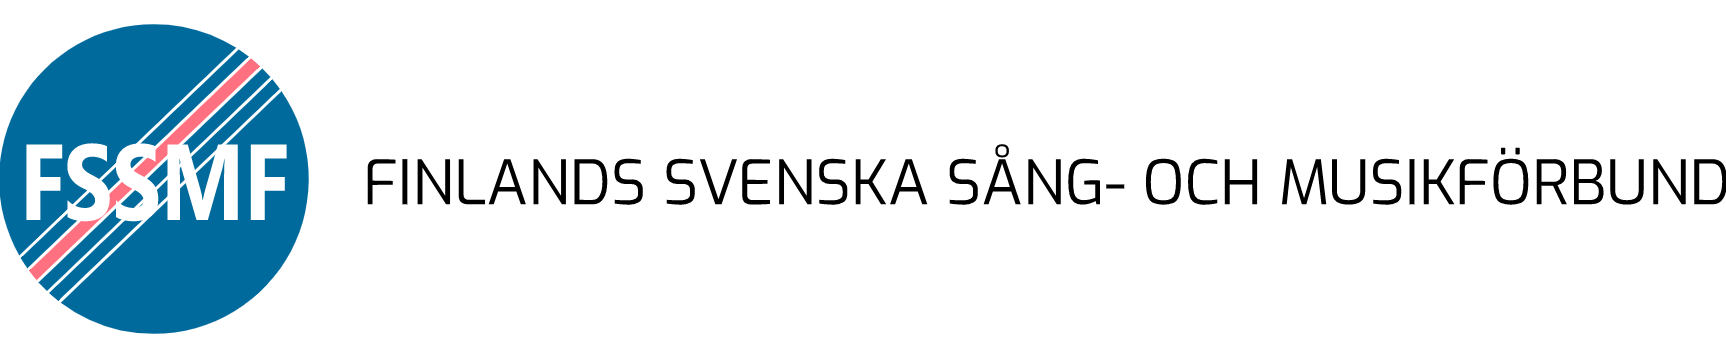 FSSMF
FINLANDS SVENSKA SÅNG- OCH MUSIKFÖRBUND